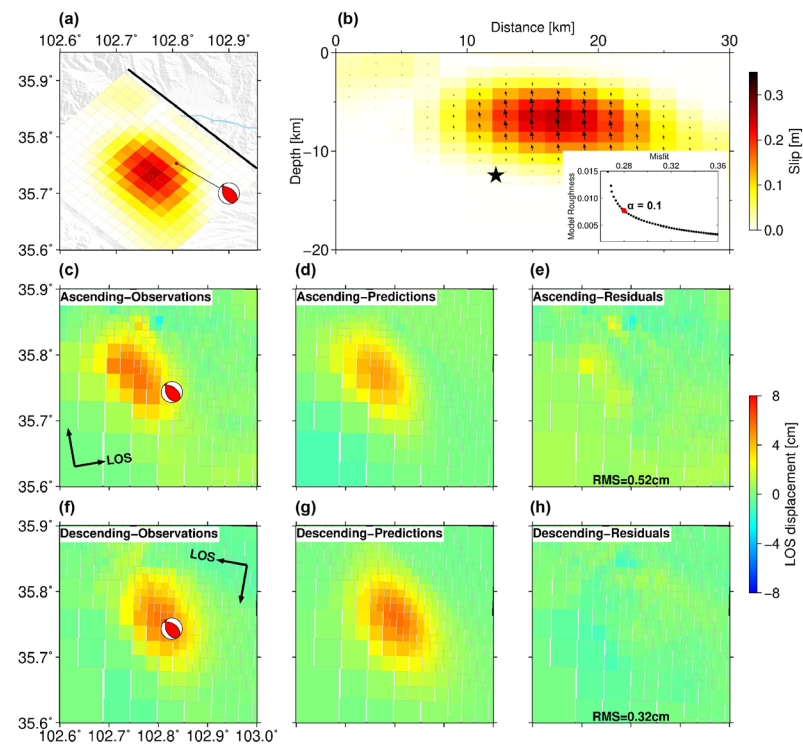 (a)
102.6˚ 102.7˚ 102.8˚ 102.9˚
35.9˚
35.8˚
35.7˚
35.6˚
(b)
Distance [km]
0 10 20 30
0
−10
−20
Depth [km]
Misfit
0.28 0.32 0.36
0.015
0.010
0.005
Model Roughness
α = 0.1
0.3
0.2
0.1
0.0
Slip [m]
(c)
35.9˚
35.8˚
35.7˚
35.6˚
Ascending−Observations
LOS
(d)
Ascending−Predictions
(e)
Ascending−Residuals
RMS=0.52cm
(f)
35.9˚
35.8˚
35.7˚
35.6˚
Descending−Observations
LOS
102.6˚ 102.7˚ 102.8˚ 102.9˚ 103.0˚
(g)
Descending−Predictions
(h)
Descending−Residuals
RMS=0.32cm
8
4
0
−4
−8
LOS displacement [cm]